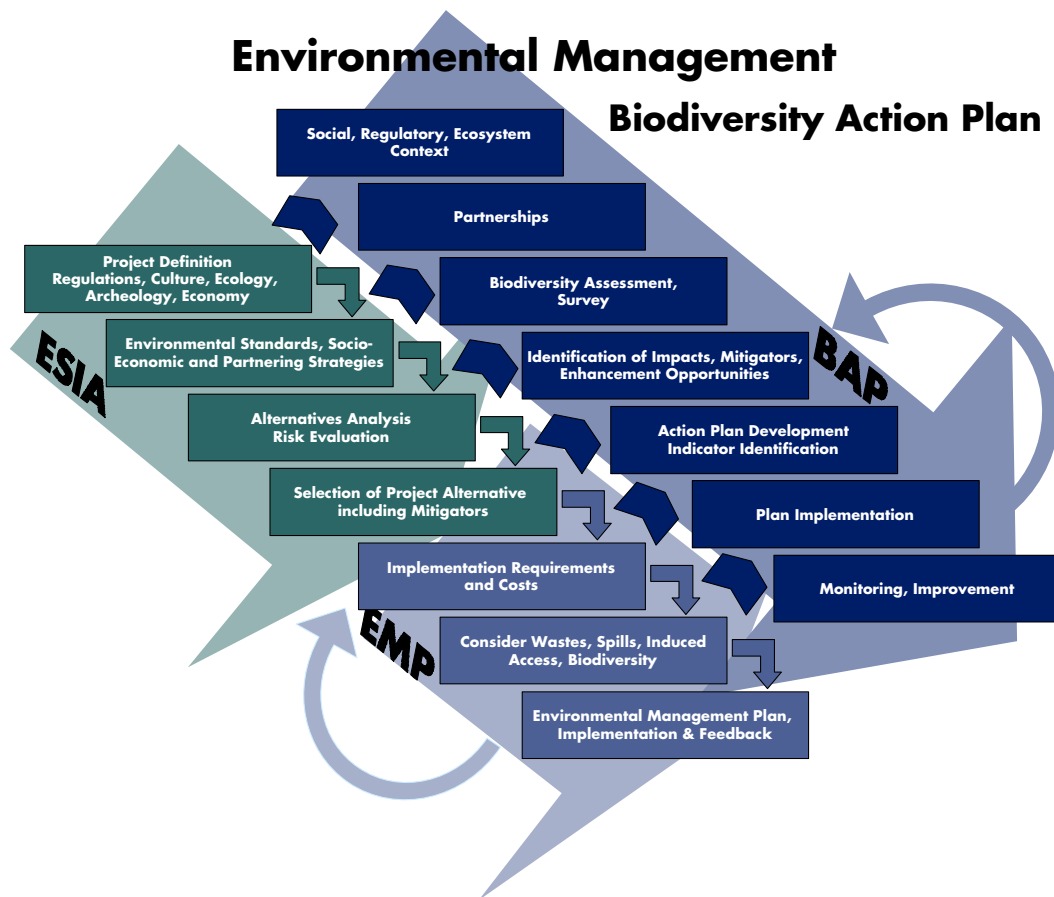 Environmental Management
Biodiversity Action Plan
Social, Regulatory, Ecosystem
Context
Partnerships
Project Definition
Regulations, Culture, Ecology,
Archeology, Economy
Biodiversity Assessment,
Survey
Environmental Standards, Socio-
Economic and Partnering Strategies
Identification of Impacts, Mitigators,
Enhancement Opportunities
ESIA
BAP
Alternatives Analysis
Risk Evaluation
Action Plan Development
Indicator Identification
Selection of Project Alternative
including Mitigators
Plan Implementation
Implementation Requirements
and Costs
Monitoring, Improvement
EMP
Consider Wastes, Spills, Induced
Access, Biodiversity
Environmental Management Plan,
Implementation & Feedback